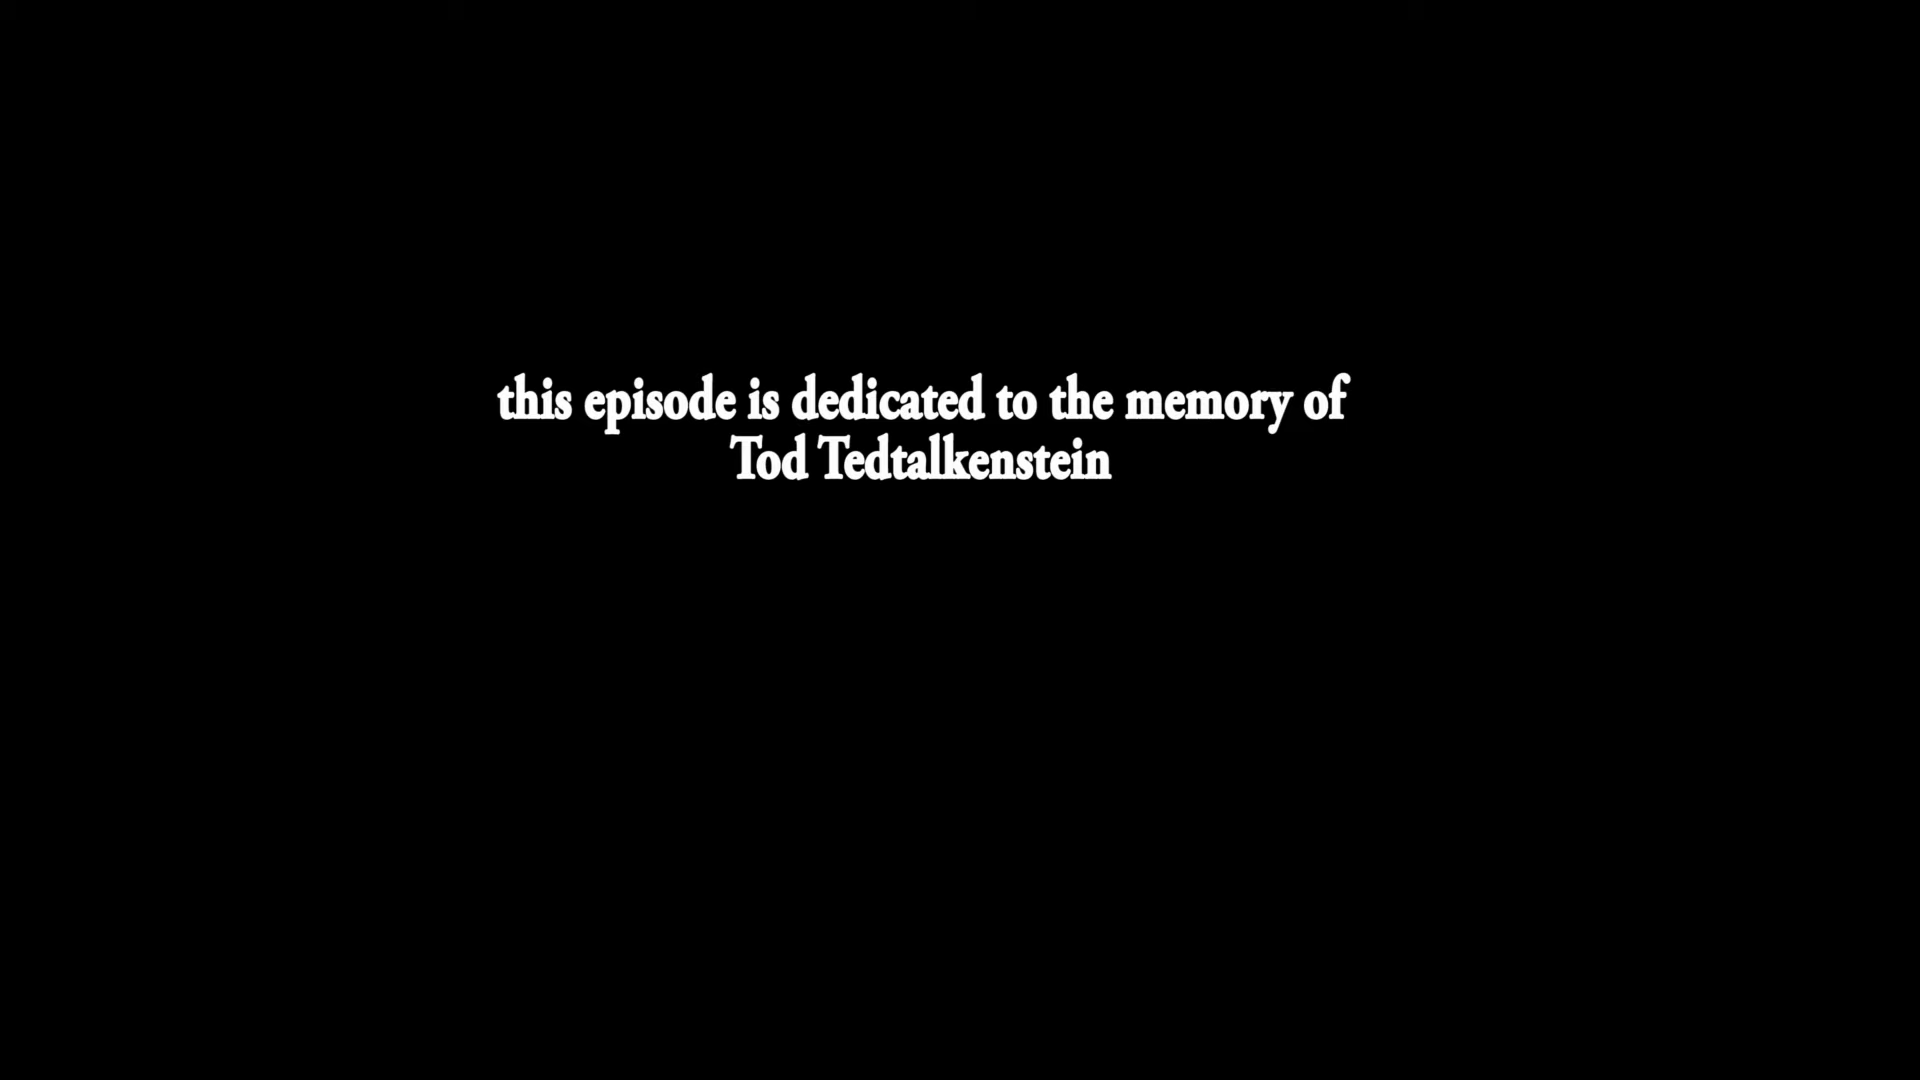 this episode is dedicated to the memory of
Tod Tedtalkenstein